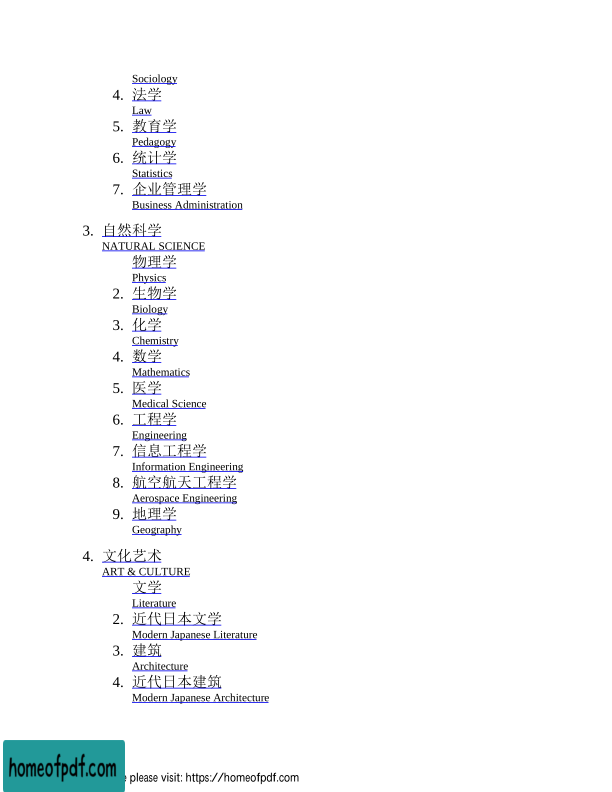 Sociology
4. 法学
Law
5. 教育学
Pedagogy
6. 统计学
Statistics
7. 企业管理学
Business Administration
3. 自然科学
NATURAL SCIENCE
物理学
Physics
2. 生物学
Biology
3. 化学
Chemistry
4. 数学
Mathematics
5. 医学
Medical Science
6. 工程学
Engineering
7. 信息工程学
Information Engineering
8. 航空航天工程学
Aerospace Engineering
9. 地理学
Geography
4. 文化艺术
ART & CULTURE
文学
Literature
2. 近代日本文学
Modern Japanese Literature
3. 建筑
Architecture
4. 近代日本建筑
Modern Japanese Architecture
homeofpdf.com
please visit: https://homeofpdf.com